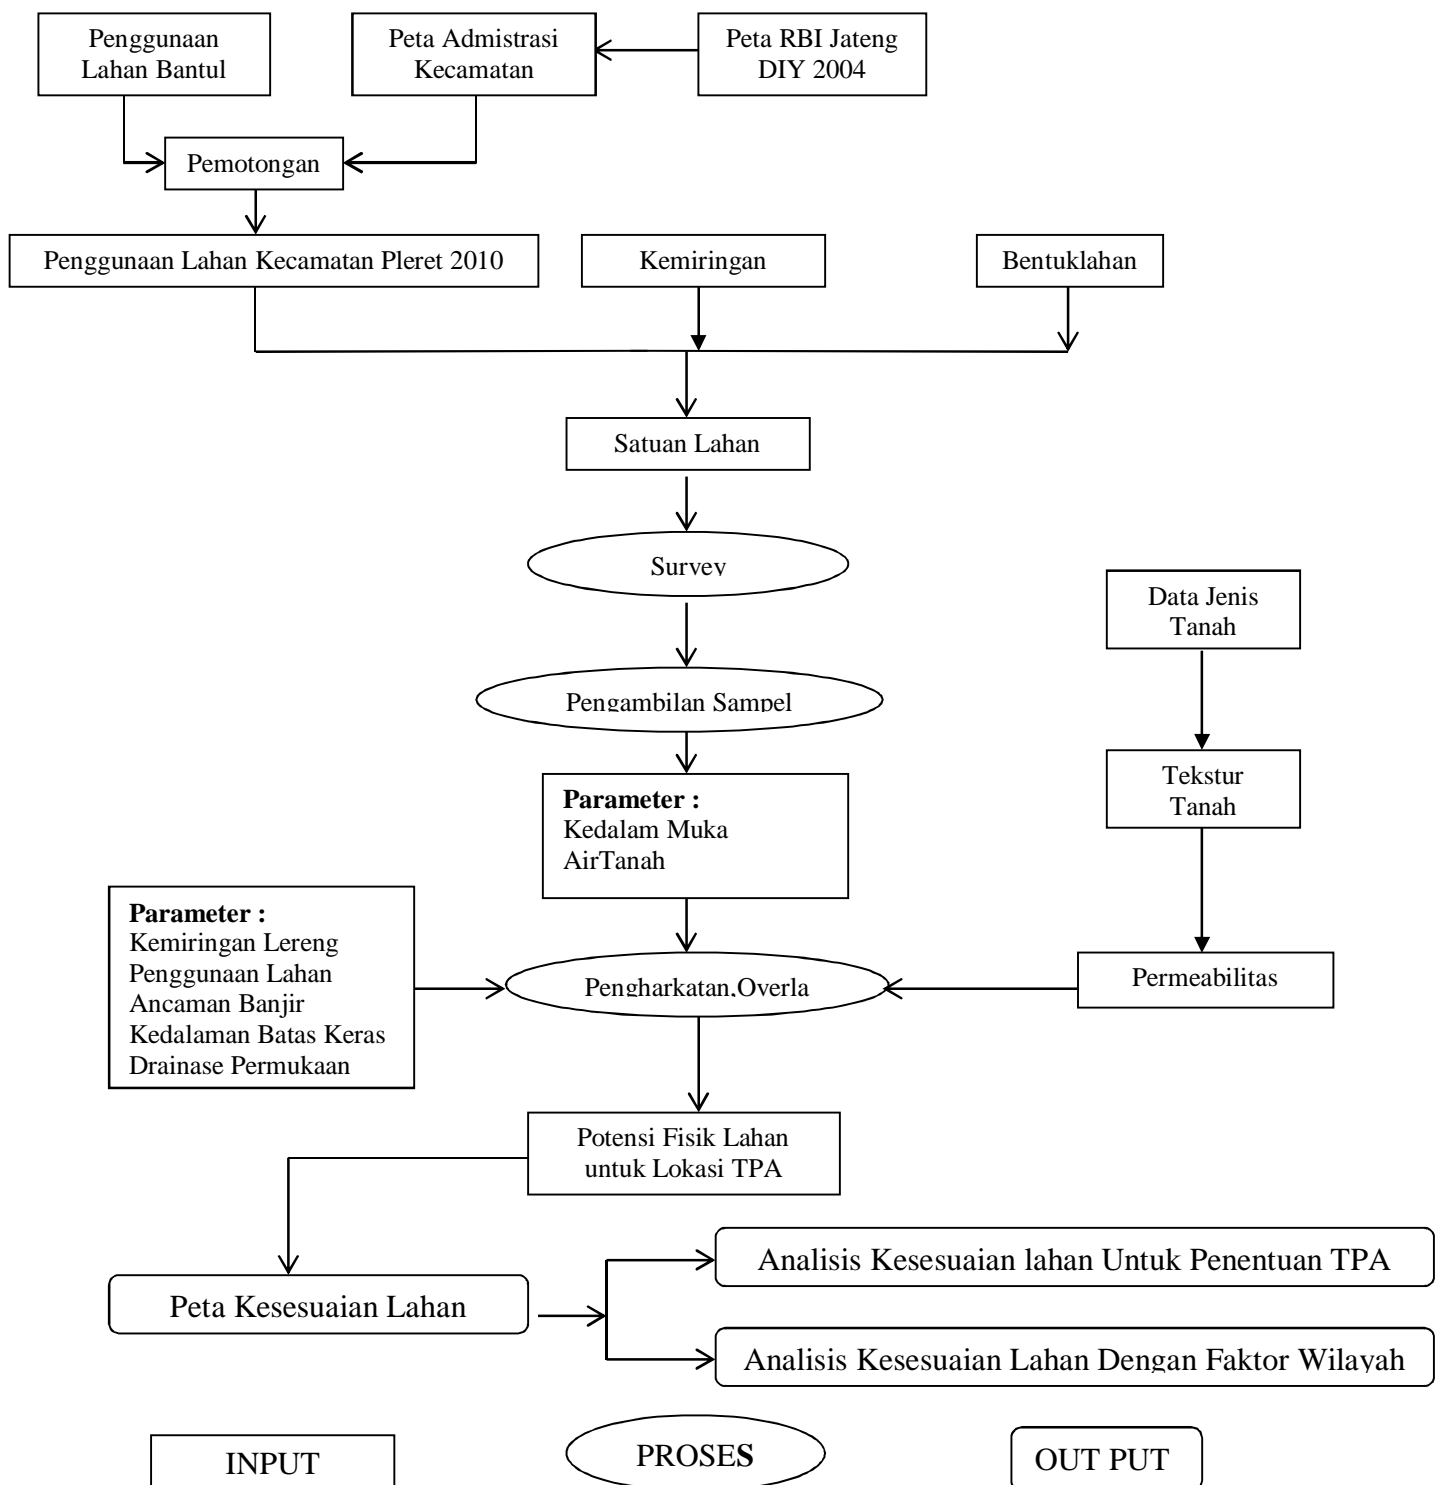 Penggunaan
Lahan Bantul
Peta Admistrasi
Kecamatan
Peta RBI Jateng
DIY 2004
Pemotongan
Penggunaan Lahan Kecamatan Pleret 2010
Kemiringan
Bentuklahan
Satuan Lahan
Survey
Data Jenis
Tanah
Pengambilan Sampel
Tekstur
Tanah
Parameter :
Kedalam Muka
AirTanah
Parameter :
Kemiringan Lereng
Penggunaan Lahan
Ancaman Banjir
Kedalaman Batas Keras
Drainase Permukaan
Pengharkatan,Overla
Permeabilitas
Potensi Fisik Lahan
untuk Lokasi TPA
Analisis Kesesuaian lahan Untuk Penentuan TPA
Peta Kesesuaian Lahan
Analisis Kesesuaian Lahan Dengan Faktor Wilayah
INPUT
PROSES
OUT PUT